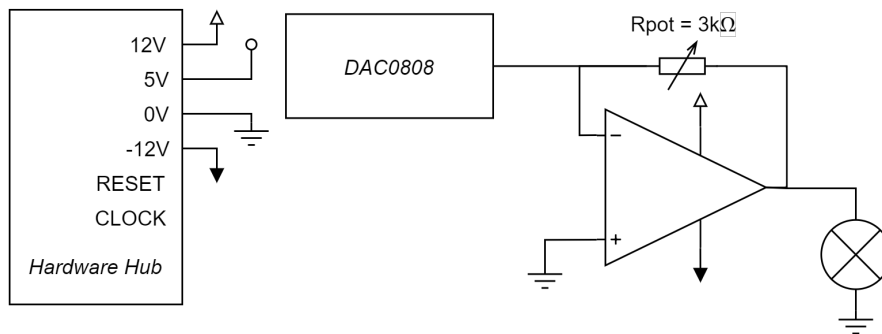 12V
5V
0V
-12V
RESET
CLOCK
Hardware Hub
DAC0808
Rpot = 3kΩ
−
+